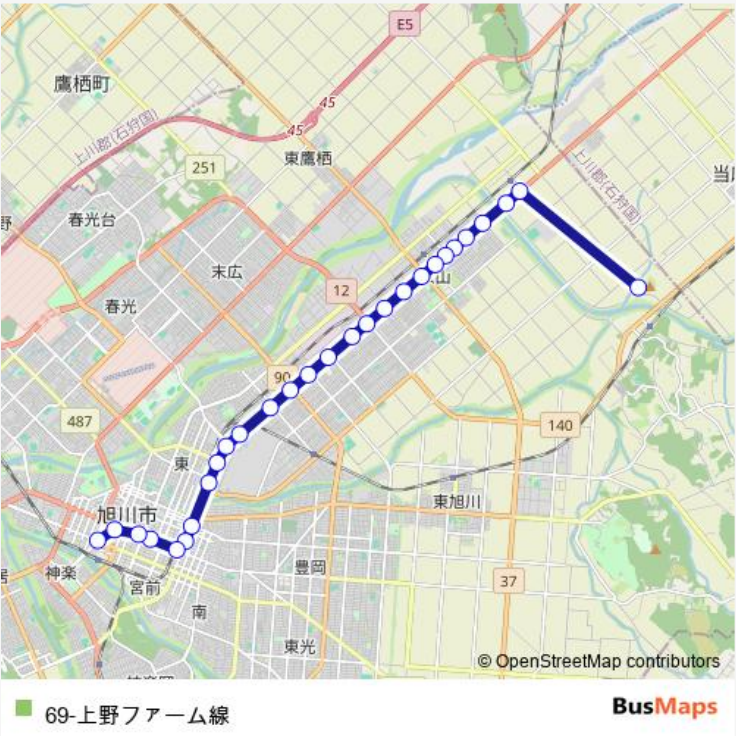 E5
鷹栖町
45
45
上川郡(石狩国)
東鷹栖
上川郡(石狩国)
251
当
野
春光台
末広
12
山
春光
90
487
140
東
東旭川
旭川市
神楽
宮前
豊岡
37
南
東光
© OpenStreetMap contributors
69-上野ファーム線
BusMaps